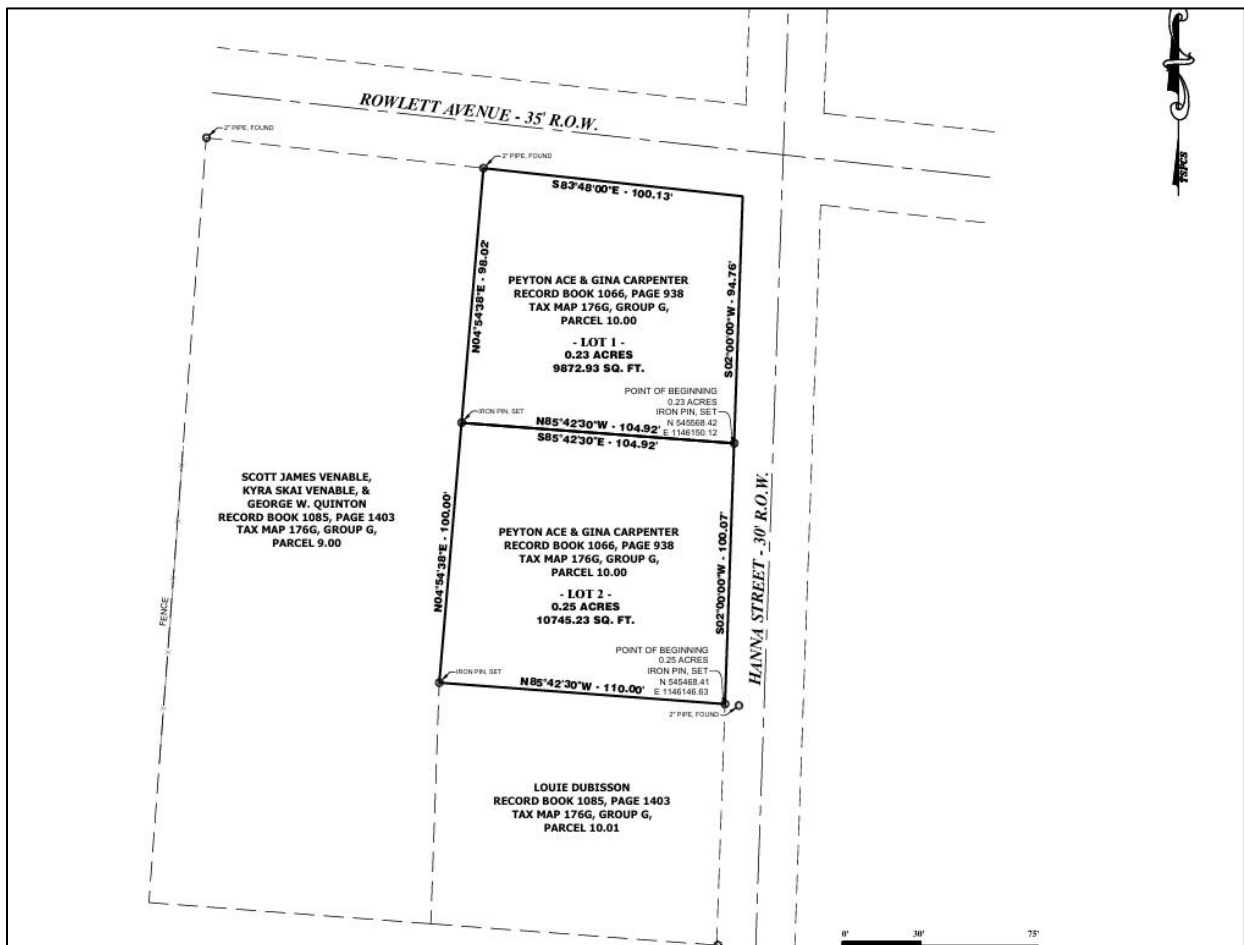 ROWLETT AVENUE - 35' R.O.W.
2" PIPE, FOUND
2" PIPE, FOUND
S83°48'00"E - 100.13'
N04°54'38"E - 98.02'
PEYTON ACE & GINA CARPENTER
RECORD BOOK 1066, PAGE 938
TAX MAP 176G, GROUP G,
PARCEL 10.00
- LOT 1 -
0.23 ACRES
9872.93 SQ. FT.
S02°00'00"W - 94.76'
POINT OF BEGINNING
0.23 ACRES
IRON PIN, SET
N 545568.42
E 1146150.12
IRON PIN, SET
N85°42'30"W - 104.92'
S85°42'30"E - 104.92'
SCOTT JAMES VENABLE,
KYRA SKAI VENABLE, &
GEORGE W. QUINTON
RECORD BOOK 1085, PAGE 1403
TAX MAP 176G, GROUP G,
PARCEL 9.00
FENCE
N04°54'38"E - 100.00'
PEYTON ACE & GINA CARPENTER
RECORD BOOK 1066, PAGE 938
TAX MAP 176G, GROUP G,
PARCEL 10.00
- LOT 2 -
0.25 ACRES
10745.23 SQ. FT.
S02°00'00"W - 100.07'
HANNA STREET - 30' R.O.W.
POINT OF BEGINNING
0.25 ACRES
IRON PIN, SET
N 545468.41
E 1146146.63
IRON PIN, SET
N85°42'30"W - 110.00'
2" PIPE, FOUND
LOUIE DUBISSON
RECORD BOOK 1085, PAGE 1403
TAX MAP 176G, GROUP G,
PARCEL 10.01
TSPCS
0' 30' 75'